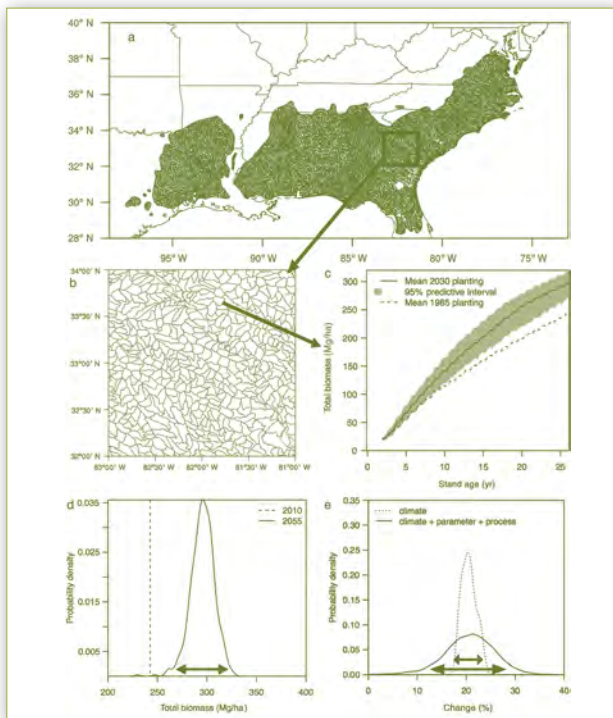 a
40° N
38° N
36° N
34° N
32° N
30° N
28° N
95°W
90°W
85°W
80°W
75°W
b
34°00' N
33°30' N
33°00' N
32°30' N
32°00' N
83°00' W
82°30' W
82°00' W
81°30' W
81°00' W
c
Mean 2030 planting
95% predictive interval
Mean 1985 planting
Total biomass (Mg/ha)
300
250
200
150
100
50
0
0 5 10 15 20 25
Stand age (yr)
d
2010
2055
Probability density
0.035
0.025
0.015
0.005
200 250 300 350 400
Total biomass (Mg/ha)
e
climate
climate + parameter + process
Probability density
0.35
0.30
0.25
0.20
0.15
0.10
0.05
0.00
0 10 20 30 40
Change (%)